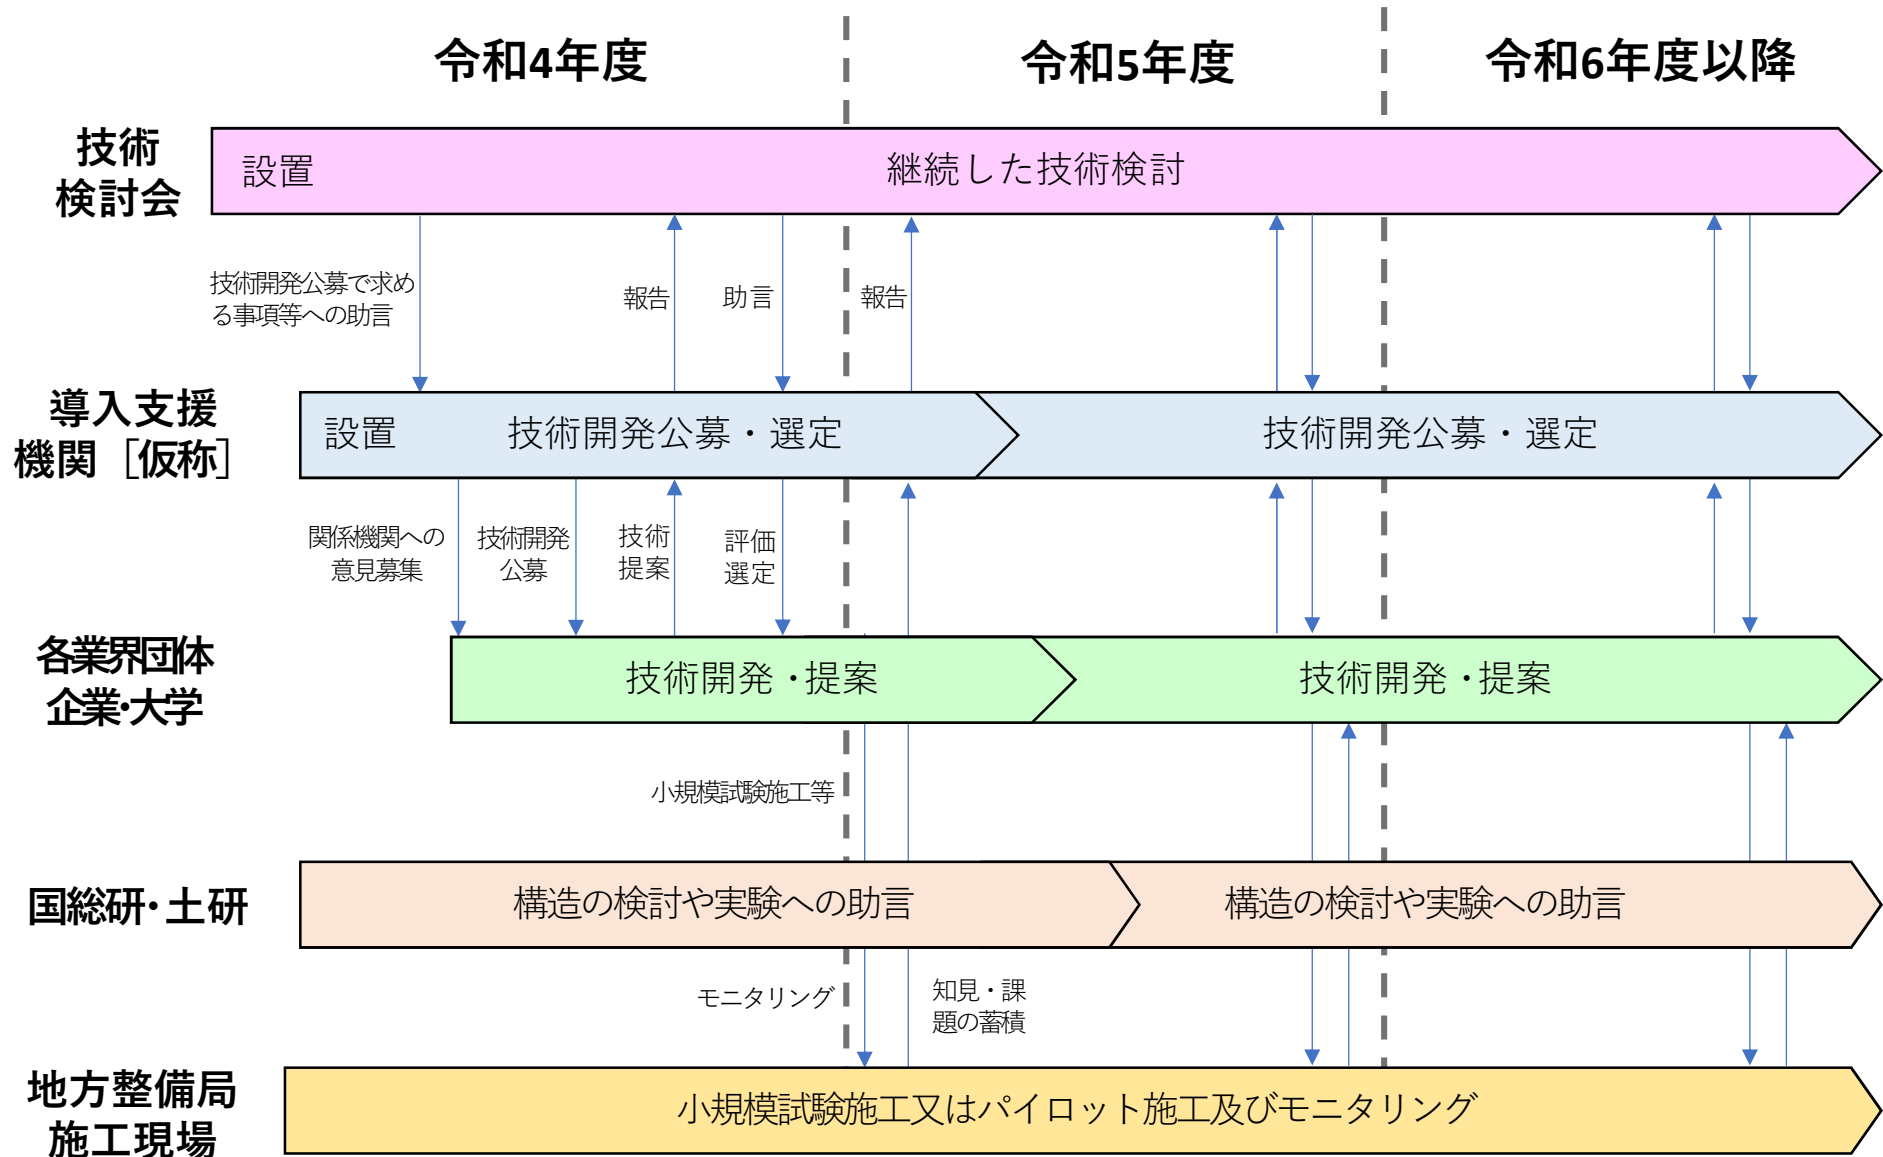 令和4年度
令和5年度
令和6年度以降
技術
検討会
設置
継続した技術検討
技術開発公募で求め
る事項等への助言
報告
助言
報告
導入支援
機関［仮称］
設置
技術開発公募・選定
技術開発公募・選定
関係機関への
意見募集
技術開発
公募
技術
提案
評価
選定
各業界団体
企業・大学
技術開発・提案
技術開発・提案
小規模試験施工等
国総研・土研
構造の検討や実験への助言
構造の検討や実験への助言
モニタリング
知見・課
題の蓄積
地方整備局
施工現場
小規模試験施工又はパイロット施工及びモニタリング